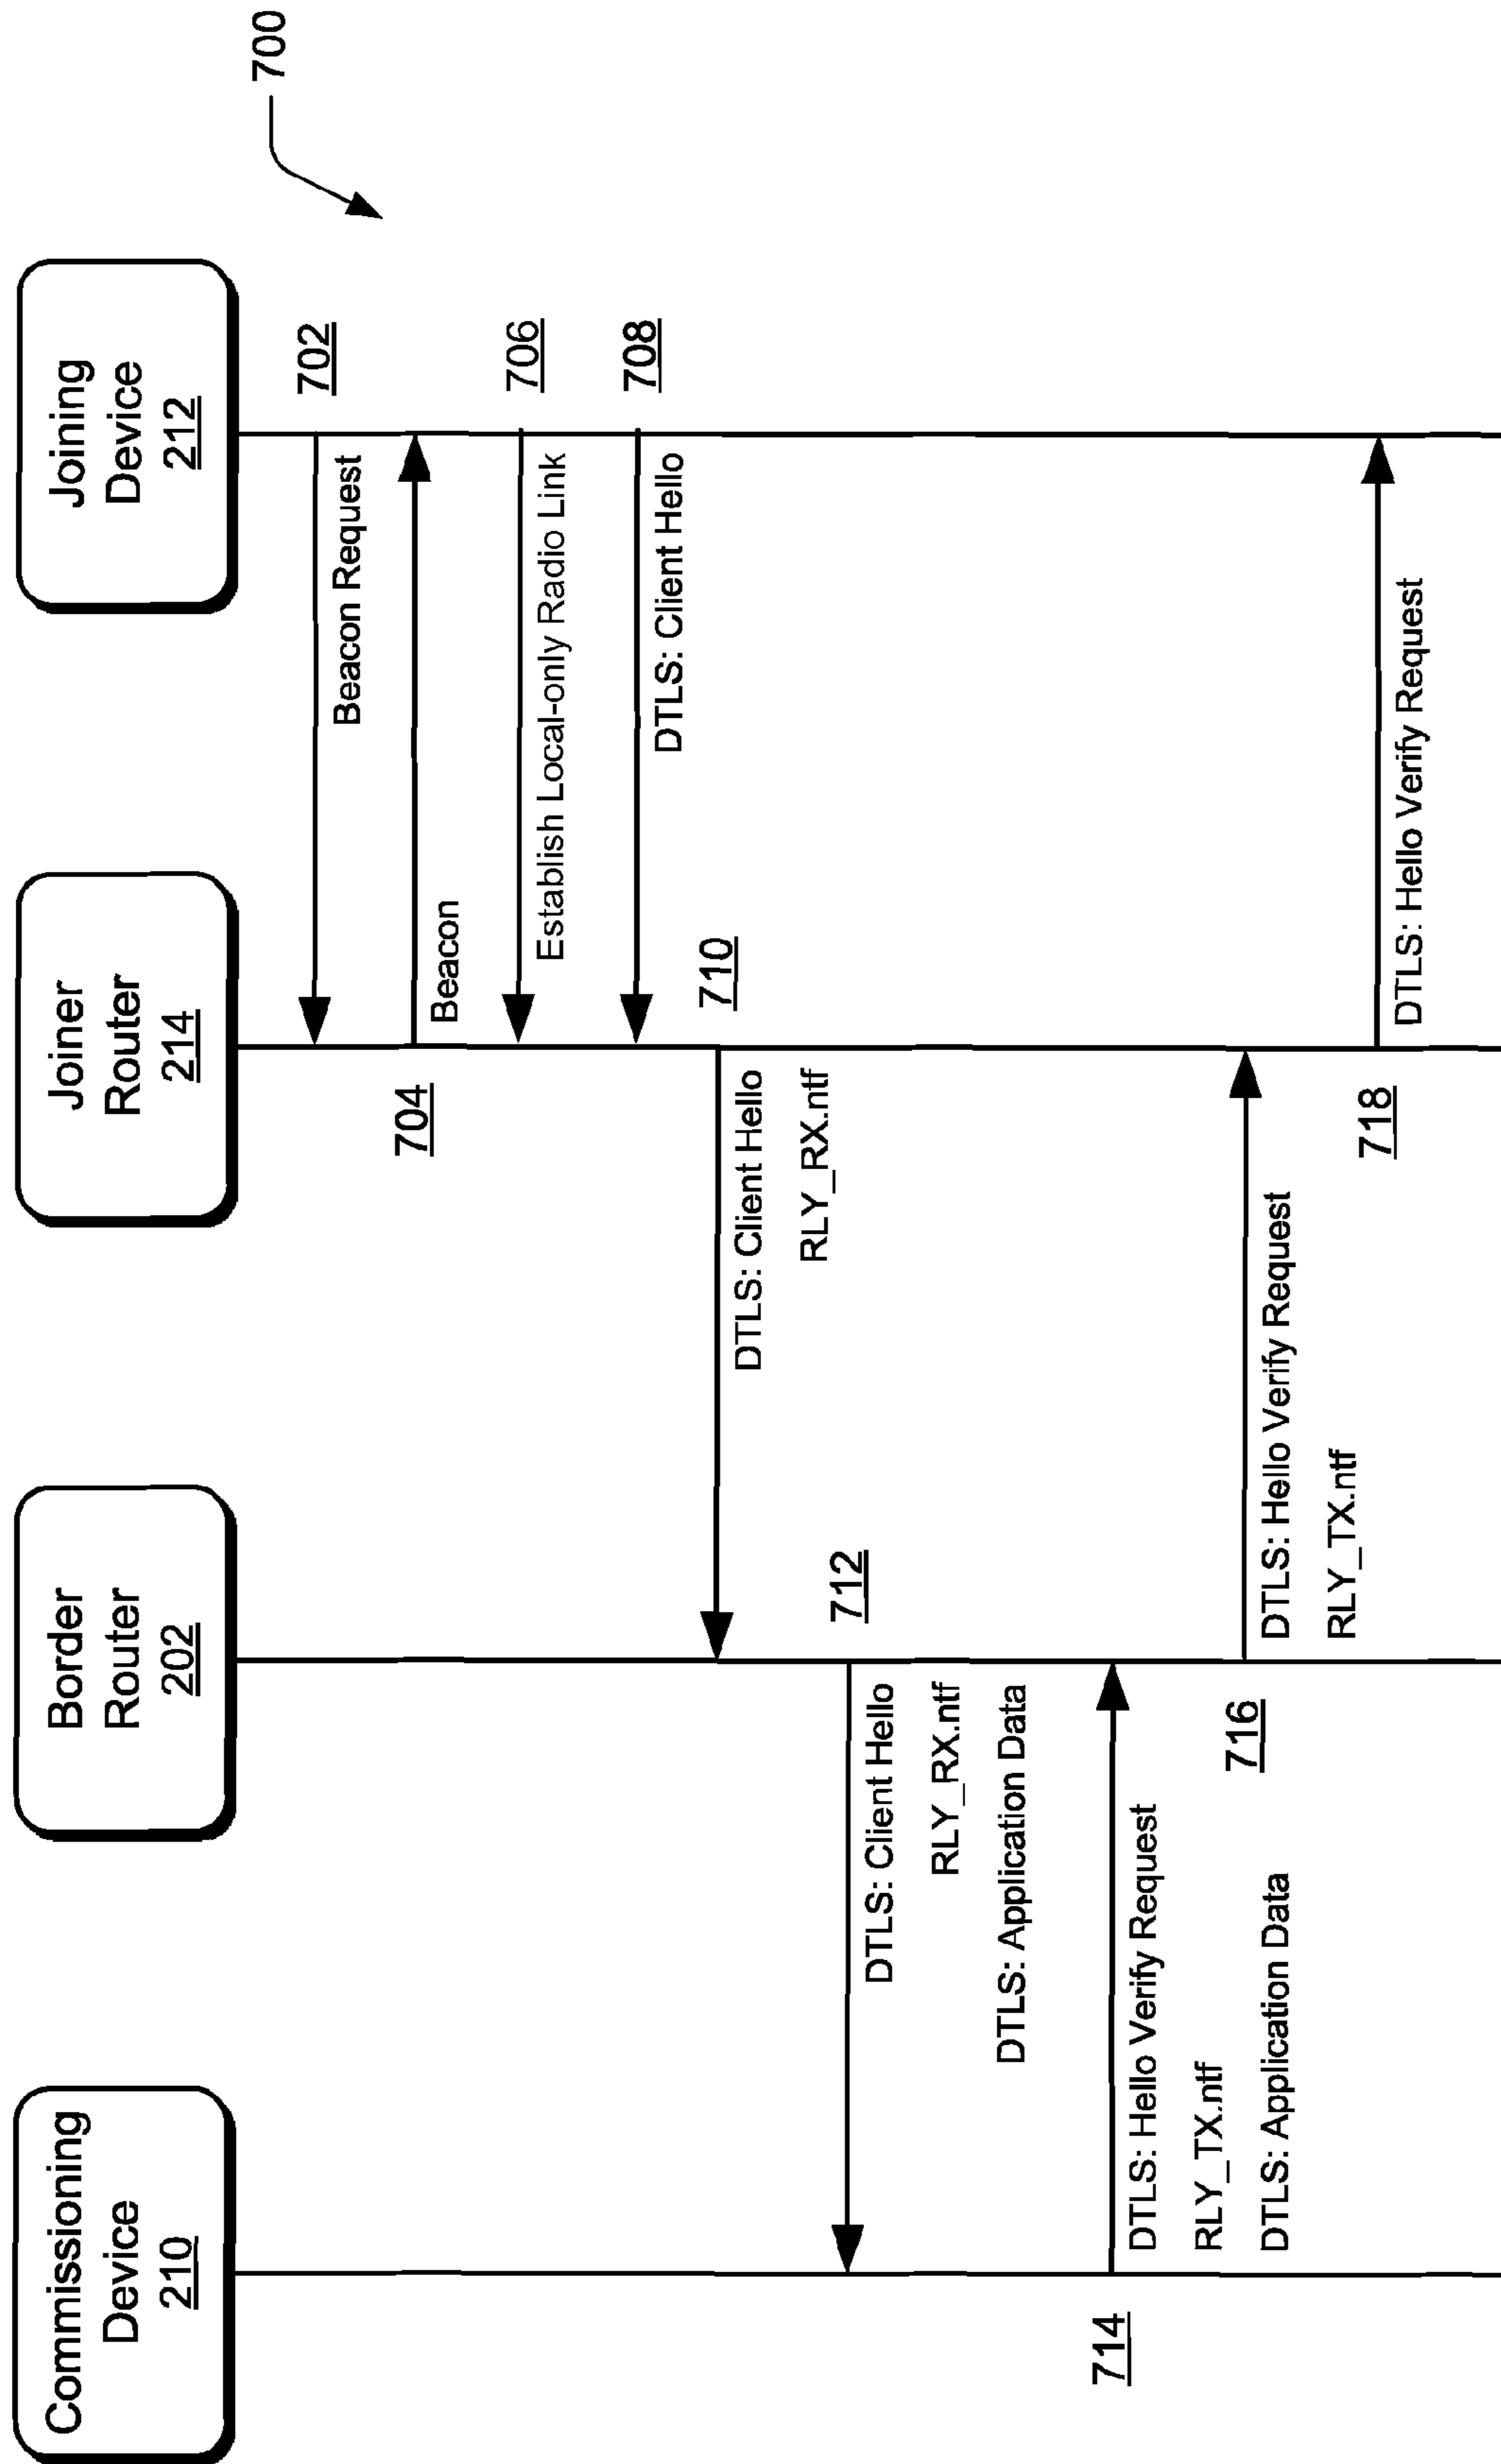 Commissioning
Device
210
Border
Router
202
Joiner
Router
214
Joining
Device
212
700
702
Beacon Request
704
Beacon
706
Establish Local-only Radio Link
708
DTLS: Client Hello
710
DTLS: Client Hello
RLY_RX.ntf
712
DTLS: Client Hello
RLY_RX.ntf
DTLS: Application Data
714
DTLS: Hello Verify Request
RLY_TX.ntf
DTLS: Application Data
716
DTLS: Hello Verify Request
RLY_TX.ntf
718
DTLS: Hello Verify Request